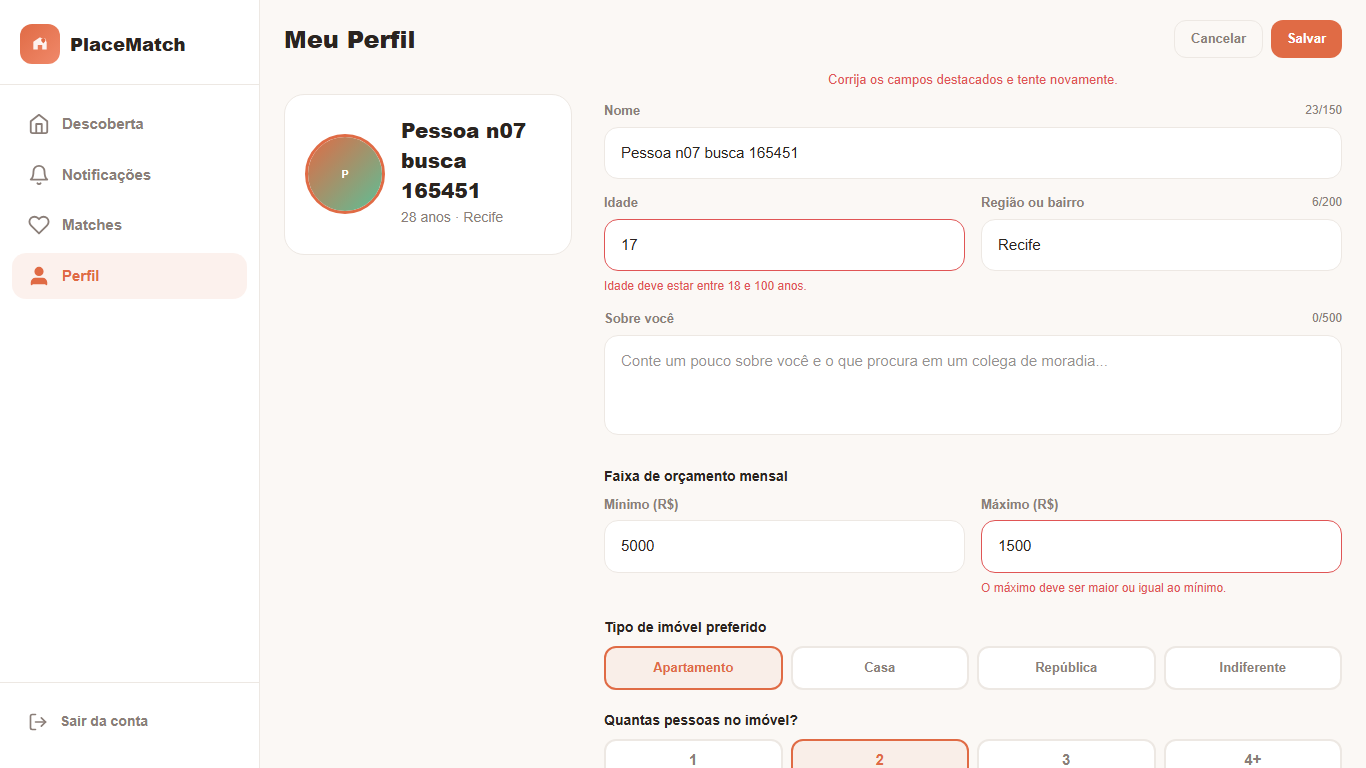 PlaceMatch
Descoberta
Notificações
Matches
Perfil
Sair da conta
Meu Perfil
Cancelar
Salvar
Corrija os campos destacados e tente novamente.
P
Pessoa n07
busca
165451
28 anos · Recife
Nome
23/150
Pessoa n07 busca 165451
Idade
17
Idade deve estar entre 18 e 100 anos.
Região ou bairro
6/200
Recife
Sobre você
0/500
Conte um pouco sobre você e o que procura em um colega de moradia...
Faixa de orçamento mensal
Mínimo (R$)
5000
Máximo (R$)
1500
O máximo deve ser maior ou igual ao mínimo.
Tipo de imóvel preferido
Apartamento
Casa
República
Indiferente
Quantas pessoas no imóvel?
1
2
3
4+